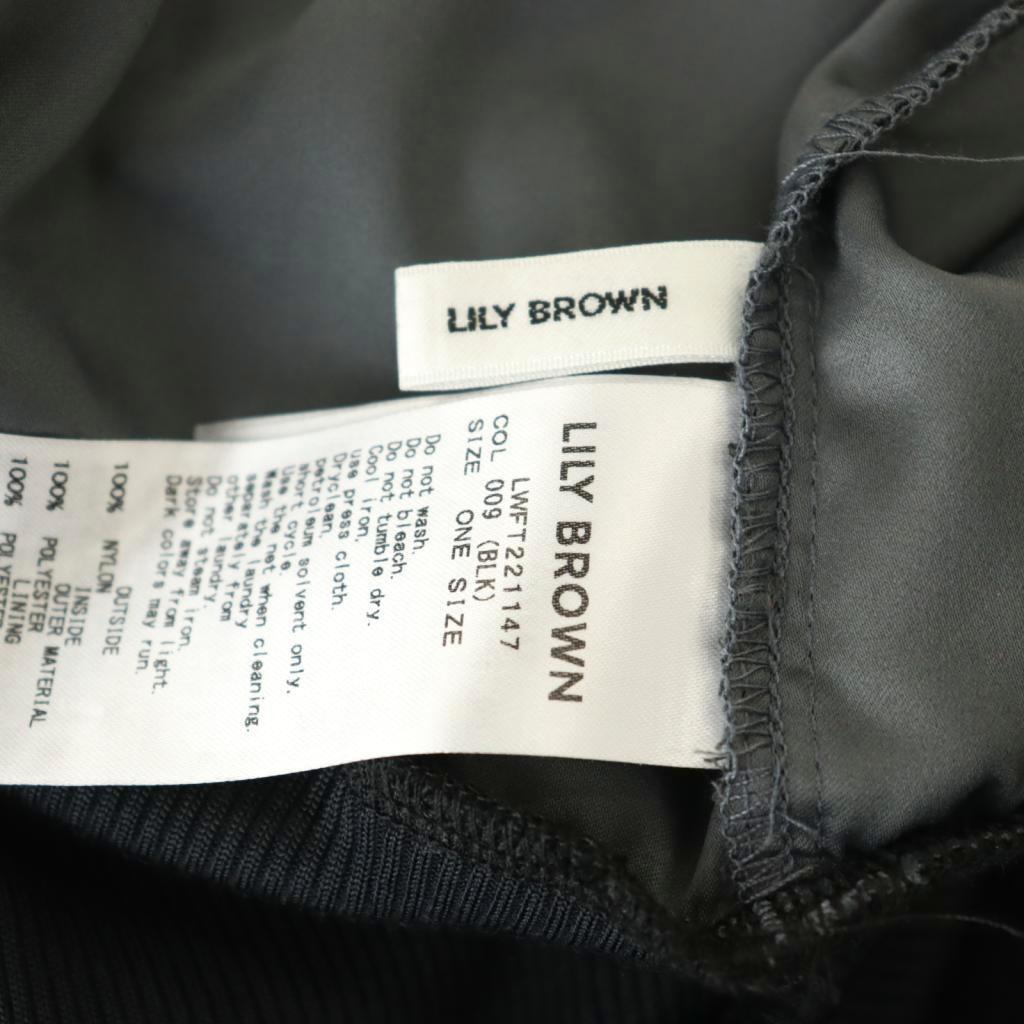 LILY BROWN
LILY BROWN
LWFT221147
COL 009 (BLK)
SIZE ONE SIZE
Do not wash.
Do not bleach.
Do not tumble dry.
Cool iron.
use press cloth.
Dryclean,
petroleum solvent only.
short cycle.
Use the net when cleaning.
Wash the laundry
separately from
other laundry.
Do not steam iron.
Store away from light.
Dark colors may run.
OUTSIDE
100% NYLON
INSIDE
OUTER MATERIAL
100% POLYESTER
LINING
100% POLYESTER